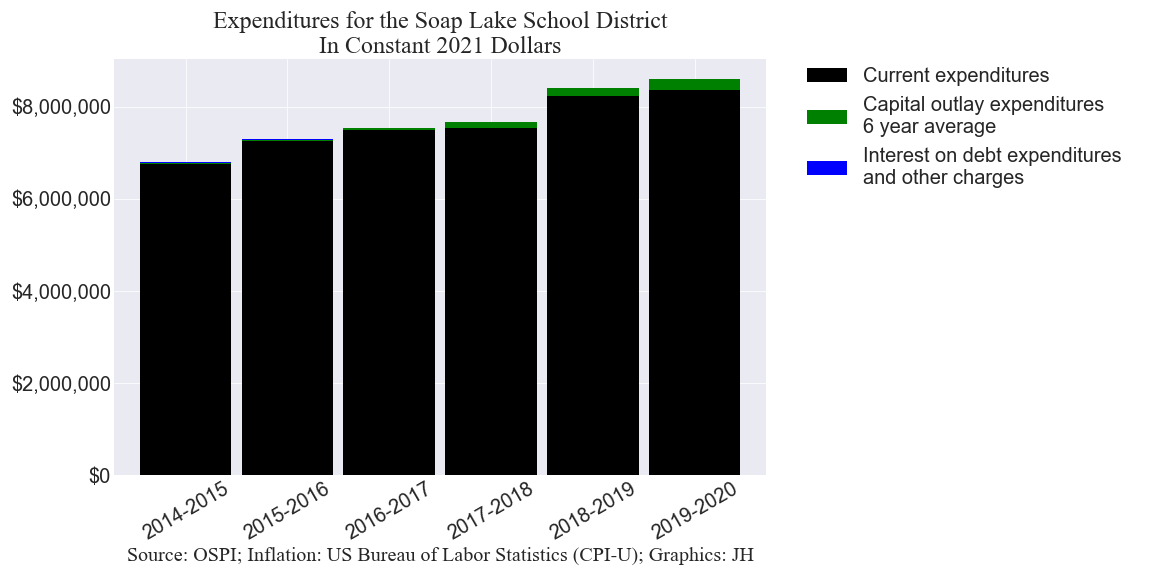 Expenditures for the Soap Lake School District
In Constant 2021 Dollars
$8,000,000
$6,000,000
$4,000,000
$2,000,000
$0
2014-2015
2015-2016
2016-2017
2017-2018
2018-2019
2019-2020
Source: OSPI; Inflation: US Bureau of Labor Statistics (CPI-U); Graphics: JH
Current expenditures
Capital outlay expenditures
6 year average
Interest on debt expenditures
and other charges